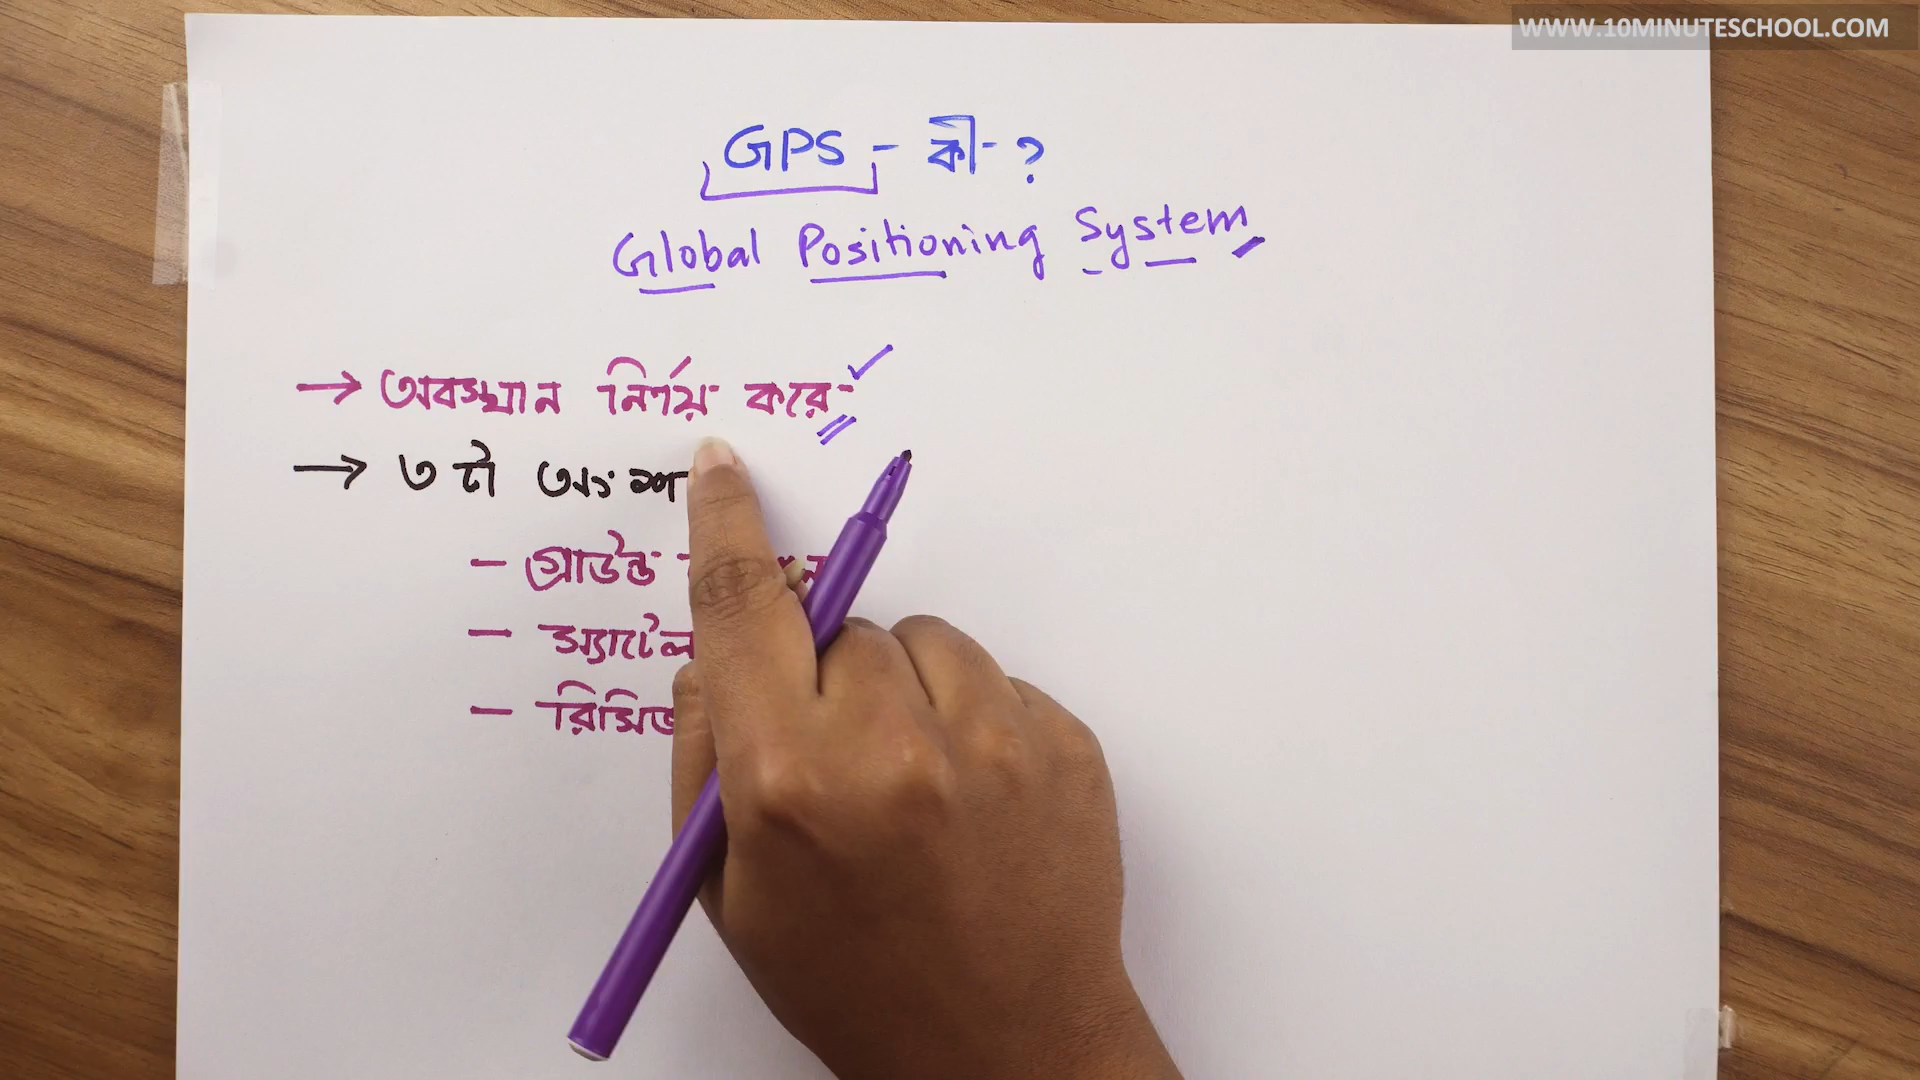 WWW.10MINUTESCHOOL.COM
GPS - কী - ?
Global Positioning System
→ অবস্থান নির্ণয় করে
→ ৩ টা অংশ
- গ্রাউন্ড